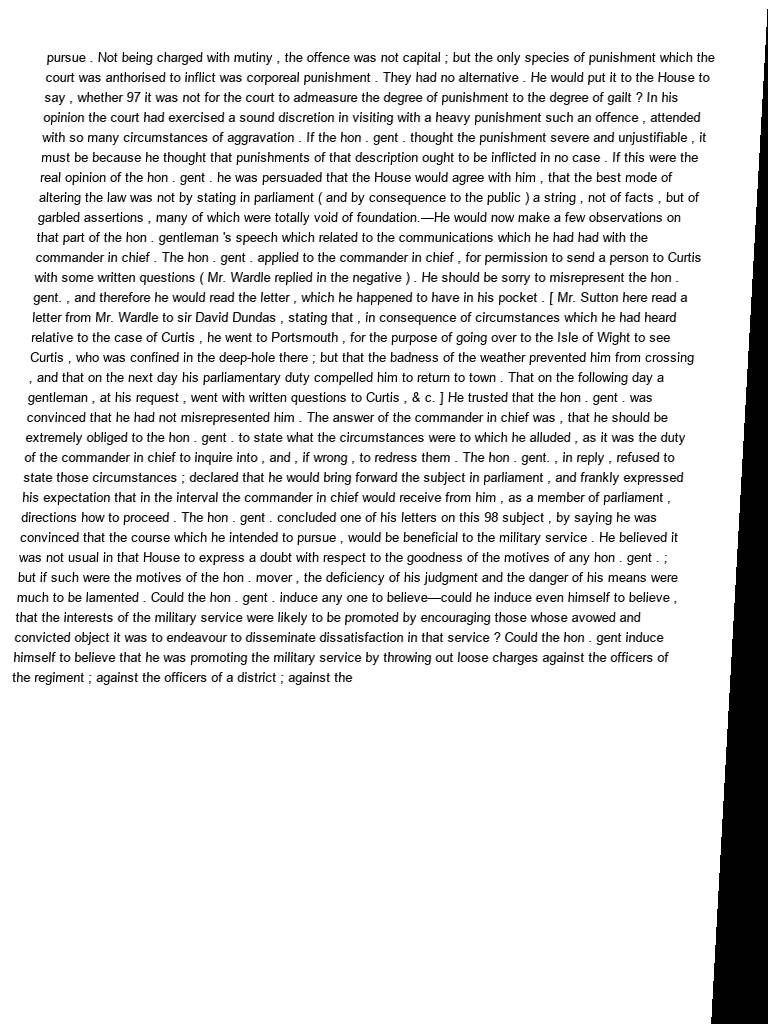 pursue . Not being charged with mutiny , the offence was not capital ; but the only species of punishment which the
court was anthorised to inflict was corporeal punishment . They had no alternative . He would put it to the House to
say , whether 97 it was not for the court to admeasure the degree of punishment to the degree of gailt ? In his
opinion the court had exercised a sound discretion in visiting with a heavy punishment such an offence , attended
with so many circumstances of aggravation . If the hon . gent . thought the punishment severe and unjustifiable , it
must be because he thought that punishments of that description ought to be inflicted in no case . If this were the
real opinion of the hon . gent . he was persuaded that the House would agree with him , that the best mode of
altering the law was not by stating in parliament ( and by consequence to the public ) a string , not of facts , but of
garbled assertions , many of which were totally void of foundation.—He would now make a few observations on
that part of the hon . gentleman 's speech which related to the communications which he had had with the
commander in chief . The hon . gent . applied to the commander in chief , for permission to send a person to Curtis
with some written questions ( Mr. Wardle replied in the negative ) . He should be sorry to misrepresent the hon .
gent. , and therefore he would read the letter , which he happened to have in his pocket . [ Mr. Sutton here read a
letter from Mr. Wardle to sir David Dundas , stating that , in consequence of circumstances which he had heard
relative to the case of Curtis , he went to Portsmouth , for the purpose of going over to the Isle of Wight to see
Curtis , who was confined in the deep-hole there ; but that the badness of the weather prevented him from crossing
, and that on the next day his parliamentary duty compelled him to return to town . That on the following day a
gentleman , at his request , went with written questions to Curtis , & c. ] He trusted that the hon . gent . was
convinced that he had not misrepresented him . The answer of the commander in chief was , that he should be
extremely obliged to the hon . gent . to state what the circumstances were to which he alluded , as it was the duty
of the commander in chief to inquire into , and , if wrong , to redress them . The hon . gent. , in reply , refused to
state those circumstances ; declared that he would bring forward the subject in parliament , and frankly expressed
his expectation that in the interval the commander in chief would receive from him , as a member of parliament ,
directions how to proceed . The hon . gent . concluded one of his letters on this 98 subject , by saying he was
convinced that the course which he intended to pursue , would be beneficial to the military service . He believed it
was not usual in that House to express a doubt with respect to the goodness of the motives of any hon . gent . ;
but if such were the motives of the hon . mover , the deficiency of his judgment and the danger of his means were
much to be lamented . Could the hon . gent . induce any one to believe—could he induce even himself to believe ,
that the interests of the military service were likely to be promoted by encouraging those whose avowed and
convicted object it was to endeavour to disseminate dissatisfaction in that service ? Could the hon . gent induce
himself to believe that he was promoting the military service by throwing out loose charges against the officers of
the regiment ; against the officers of a district ; against the